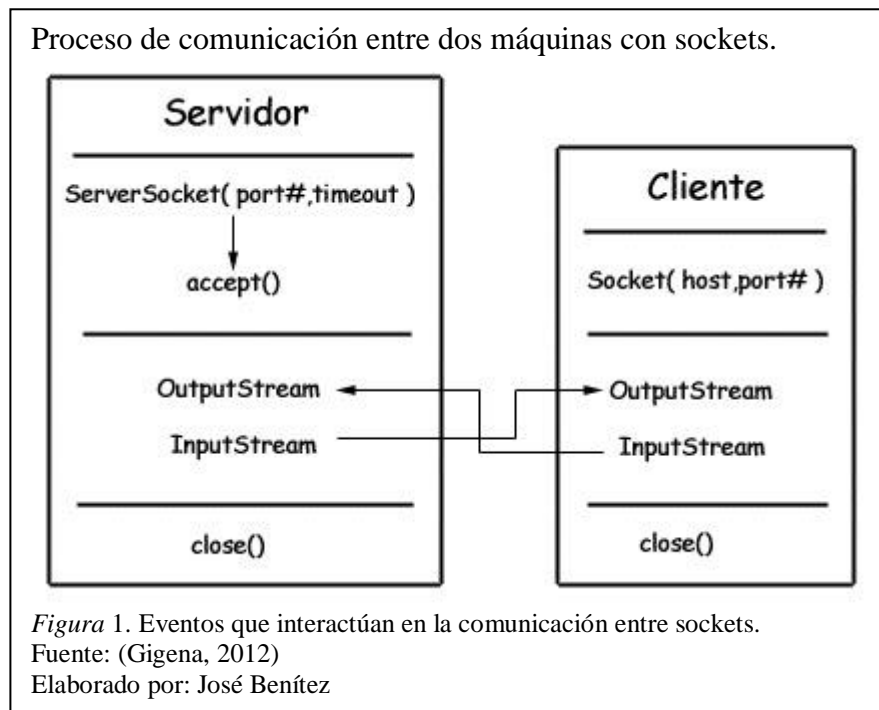 Proceso de comunicación entre dos máquinas con sockets.
Servidor
ServerSocket( port#,timeout )
accept()
OutputStream
InputStream
close()
Cliente
Socket( host,port# )
OutputStream
InputStream
close()
Figura 1. Eventos que interactúan en la comunicación entre sockets.
Fuente: (Gigena, 2012)
Elaborado por: José Benítez